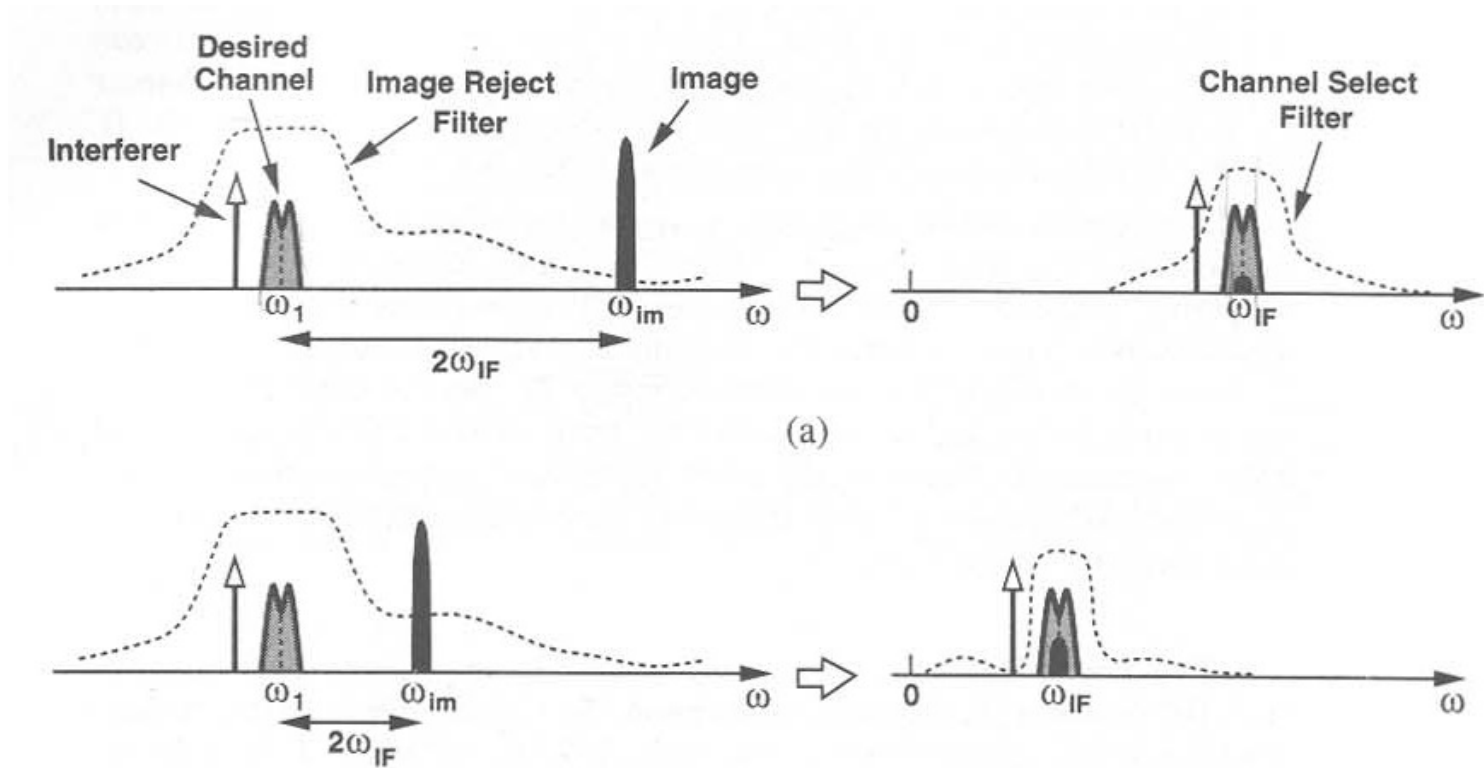 Desired
Channel
Image Reject
Filter
Image
Channel Select
Filter
Interferer
ω₁
ωim
ω
2ωIF
0
ωIF
ω
(a)
ω₁
ωim
ω
2ωIF
0
ωIF
ω